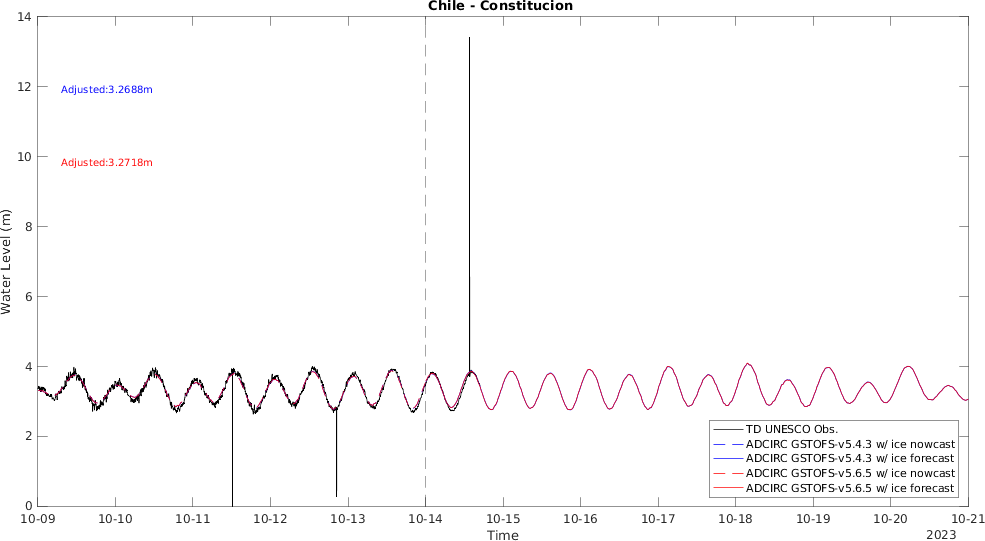 Chile - Constitucion
14
12
10
8
6
4
2
0
Water Level (m)
Adjusted:3.2688m
Adjusted:3.2718m
TD UNESCO Obs.
ADCIRC GSTOFS-v5.4.3 w/ ice nowcast
ADCIRC GSTOFS-v5.4.3 w/ ice forecast
ADCIRC GSTOFS-v5.6.5 w/ ice nowcast
ADCIRC GSTOFS-v5.6.5 w/ ice forecast
10-09 10-10 10-11 10-12 10-13 10-14 10-15 10-16 10-17 10-18 10-19 10-20 10-21
Time
2023